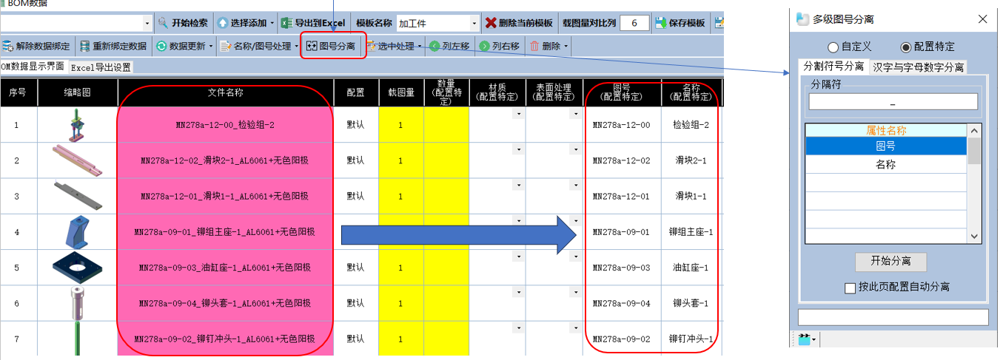 BOM数据
开始检索 选择添加 导出到Excel 模板名称 加工件 删除当前模板 载图量对比列 6 保存模板
解除数据绑定 重新绑定数据 数据更新 名称/图号处理 图号分离 选中处理 列左移 列右移 删除
OM数据显示界面 Excel导出设置
序号 缩略图 文件名称 配置 载图量 数量(配置特定) 材质(配置特定) 表面处理(配置特定) 图号(配置特定) 名称(配置特定)
1 MN278a-12-00_检验组-2 默认 1 MN278a-12-00 检验组-2
2 MN278a-12-02_滑块2-1_AL6061+无色阳极 默认 1 MN278a-12-02 滑块2-1
3 MN278a-12-01_滑块1-1_AL6061+无色阳极 默认 1 MN278a-12-01 滑块1-1
4 MN278a-09-01_铆组主座-1_AL6061+无色阳极 默认 1 MN278a-09-01 铆组主座-1
5 MN278a-09-03_油缸座-1_AL6061+无色阳极 默认 1 MN278a-09-03 油缸座-1
6 MN278a-09-04_铆头套-1_AL6061+无色阳极 默认 1 MN278a-09-04 铆头套-1
7 MN278a-09-02_铆钉冲头-1_AL6061+无色阳极 默认 1 MN278a-09-02 铆钉冲头-1
多级图号分离
自定义 配置特定
分割符号分离 汉字与字母数字分离
分隔符
_
属性名称
图号
名称
开始分离
按此页配置自动分离